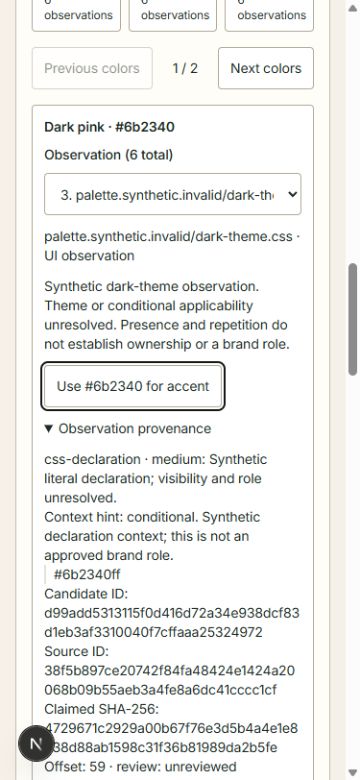 observations observations observations
Previous colors 1 / 2 Next colors
Dark pink · #6b2340
Observation (6 total)
3. palette.synthetic.invalid/dark-th
palette.synthetic.invalid/dark-theme.css ·
UI observation
Synthetic dark-theme observation.
Theme or conditional applicability
unresolved. Presence and repetition do
not establish ownership or a brand role.
Use #6b2340 for accent
▼ Observation provenance
css-declaration · medium: Synthetic
literal declaration; visibility and role
unresolved.
Context hint: conditional. Synthetic
declaration context; this is not an
approved brand role.
#6b2340ff
Candidate ID:
d99add5313115f0d416d72a34e938dcf83
d1eb3af3310040f7cffaaa25324972
Source ID:
38f5b897ce20742f84fa48424e1424a20
068b09b55aeb3a4fe8a6dc41cccc1cf
Claimed SHA-256:
4729671c2929a00b67f76e3d5b4a4e1e8
38d88ab1598c31f36b81989da2b5fe
N
Offset: 59 · review: unreviewed